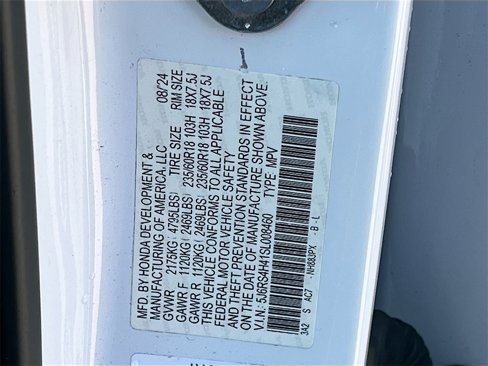 MFD. BY HONDA DEVELOPMENT &
MANUFACTURING OF AMERICA, LLC 08/24
GVWR 2175KG( 4795LBS) TIRE SIZE RIM SIZE
GAWR F 1120KG( 2469LBS) 235/60R18 103H 18X7.5J
GAWR R 1120KG( 2469LBS) 235/60R18 103H 18X7.5J
THIS VEHICLE CONFORMS TO ALL APPLICABLE
FEDERAL MOTOR VEHICLE SAFETY
AND THEFT PREVENTION STANDARDS IN EFFECT
ON THE DATE OF MANUFACTURE SHOWN ABOVE.
V.I.N: 5J6RS4H41SL008460 TYPE: MPV
3A2 S AC7 NH883PX - B - L